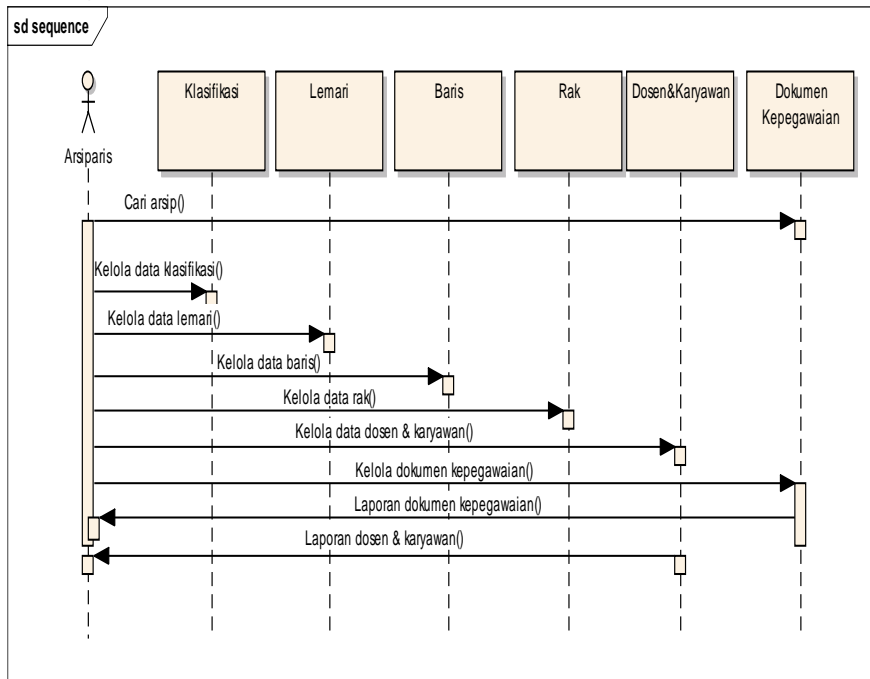 sd sequence
Arsiparis
Klasifikasi
Lemari
Baris
Rak
Dosen&Karyawan
Dokumen
Kepegawaian
Cari arsip()
Kelola data klasifikasi()
Kelola data lemari()
Kelola data baris()
Kelola data rak()
Kelola data dosen & karyawan()
Kelola dokumen kepegawaian()
Laporan dokumen kepegawaian()
Laporan dosen & karyawan()